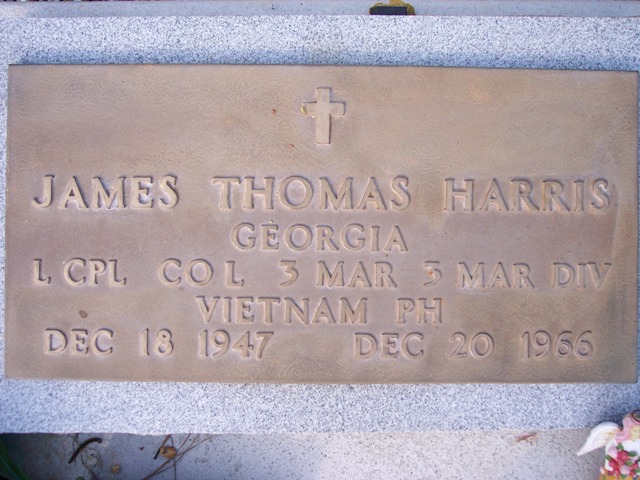 JAMES THOMAS HARRIS
GEORGIA
L CPL CO L 3 MAR 3 MAR DIV
VIETNAM PH
DEC 18 1947 DEC 20 1966